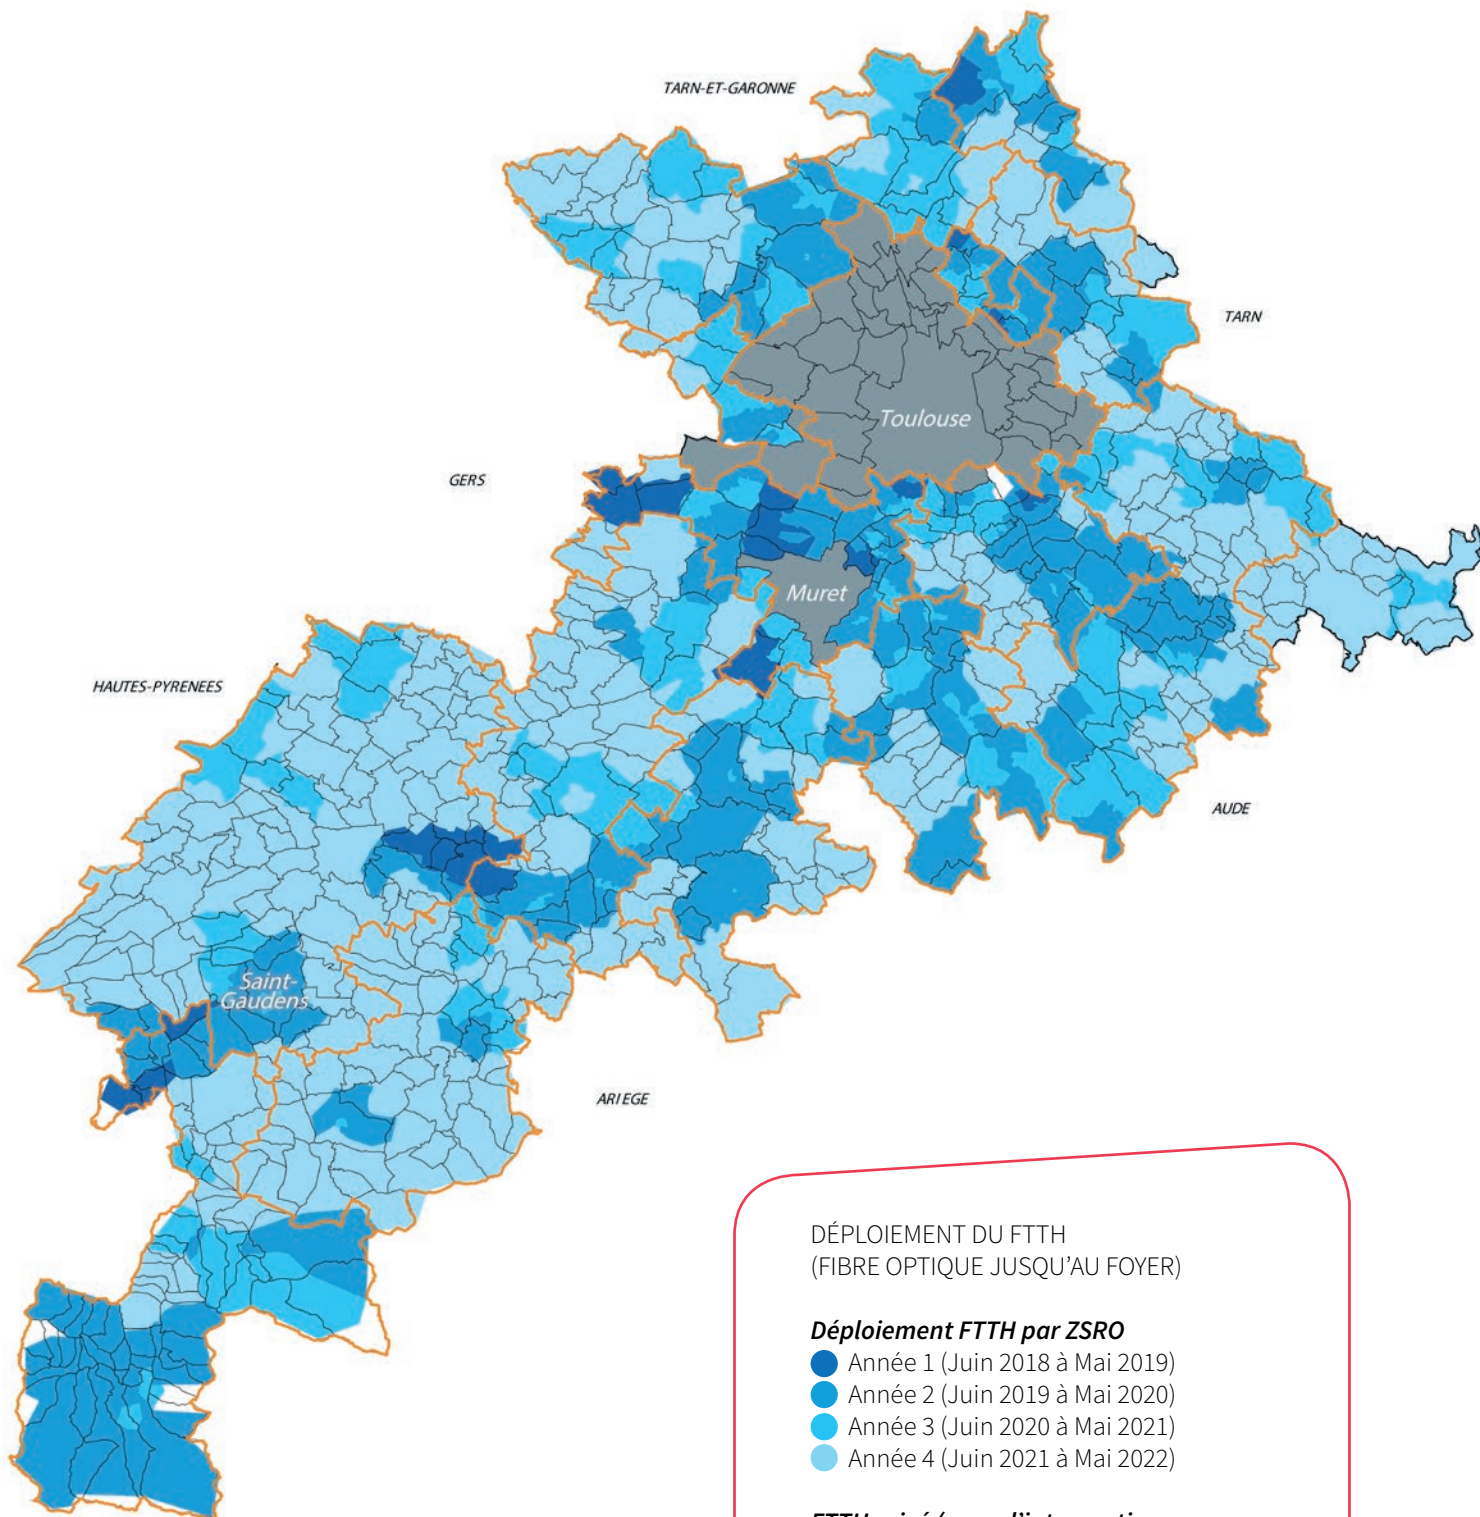 TARN-ET-GARONNE
TARN
Toulouse
GERS
Muret
HAUTES-PYRENEES
AUDE
Saint-
Gaudens
ARIEGE
DÉPLOIEMENT DU FTTH
(FIBRE OPTIQUE JUSQU'AU FOYER)
Déploiement FTTH par ZSRO
Année 1 (Juin 2018 à Mai 2019)
Année 2 (Juin 2019 à Mai 2020)
Année 3 (Juin 2020 à Mai 2021)
Année 4 (Juin 2021 à Mai 2022)